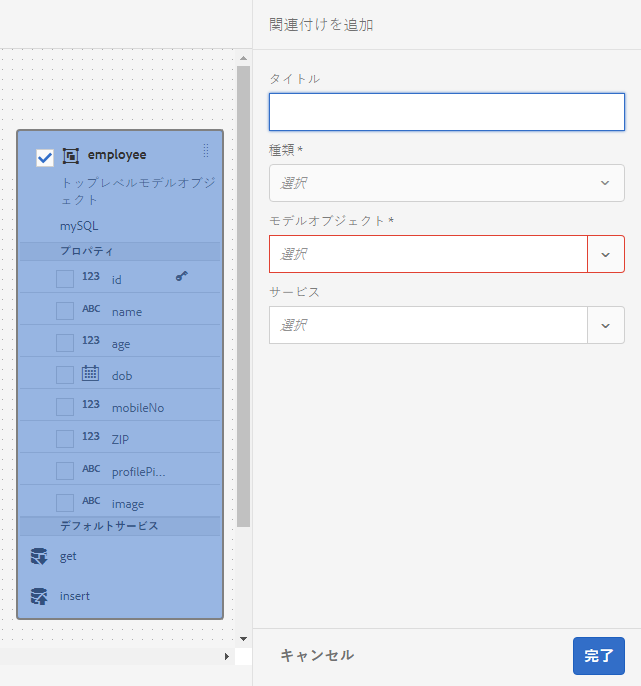 employee
トップレベルモデルオブジ
ェクト
mySQL
プロパティ
123 id
ABC name
123 age
dob
123 mobileNo
123 ZIP
ABC profilePi...
ABC image
デフォルトサービス
get
insert
関連付けを追加
タイトル
種類 *
選択
モデルオブジェクト *
選択
サービス
選択
キャンセル
完了